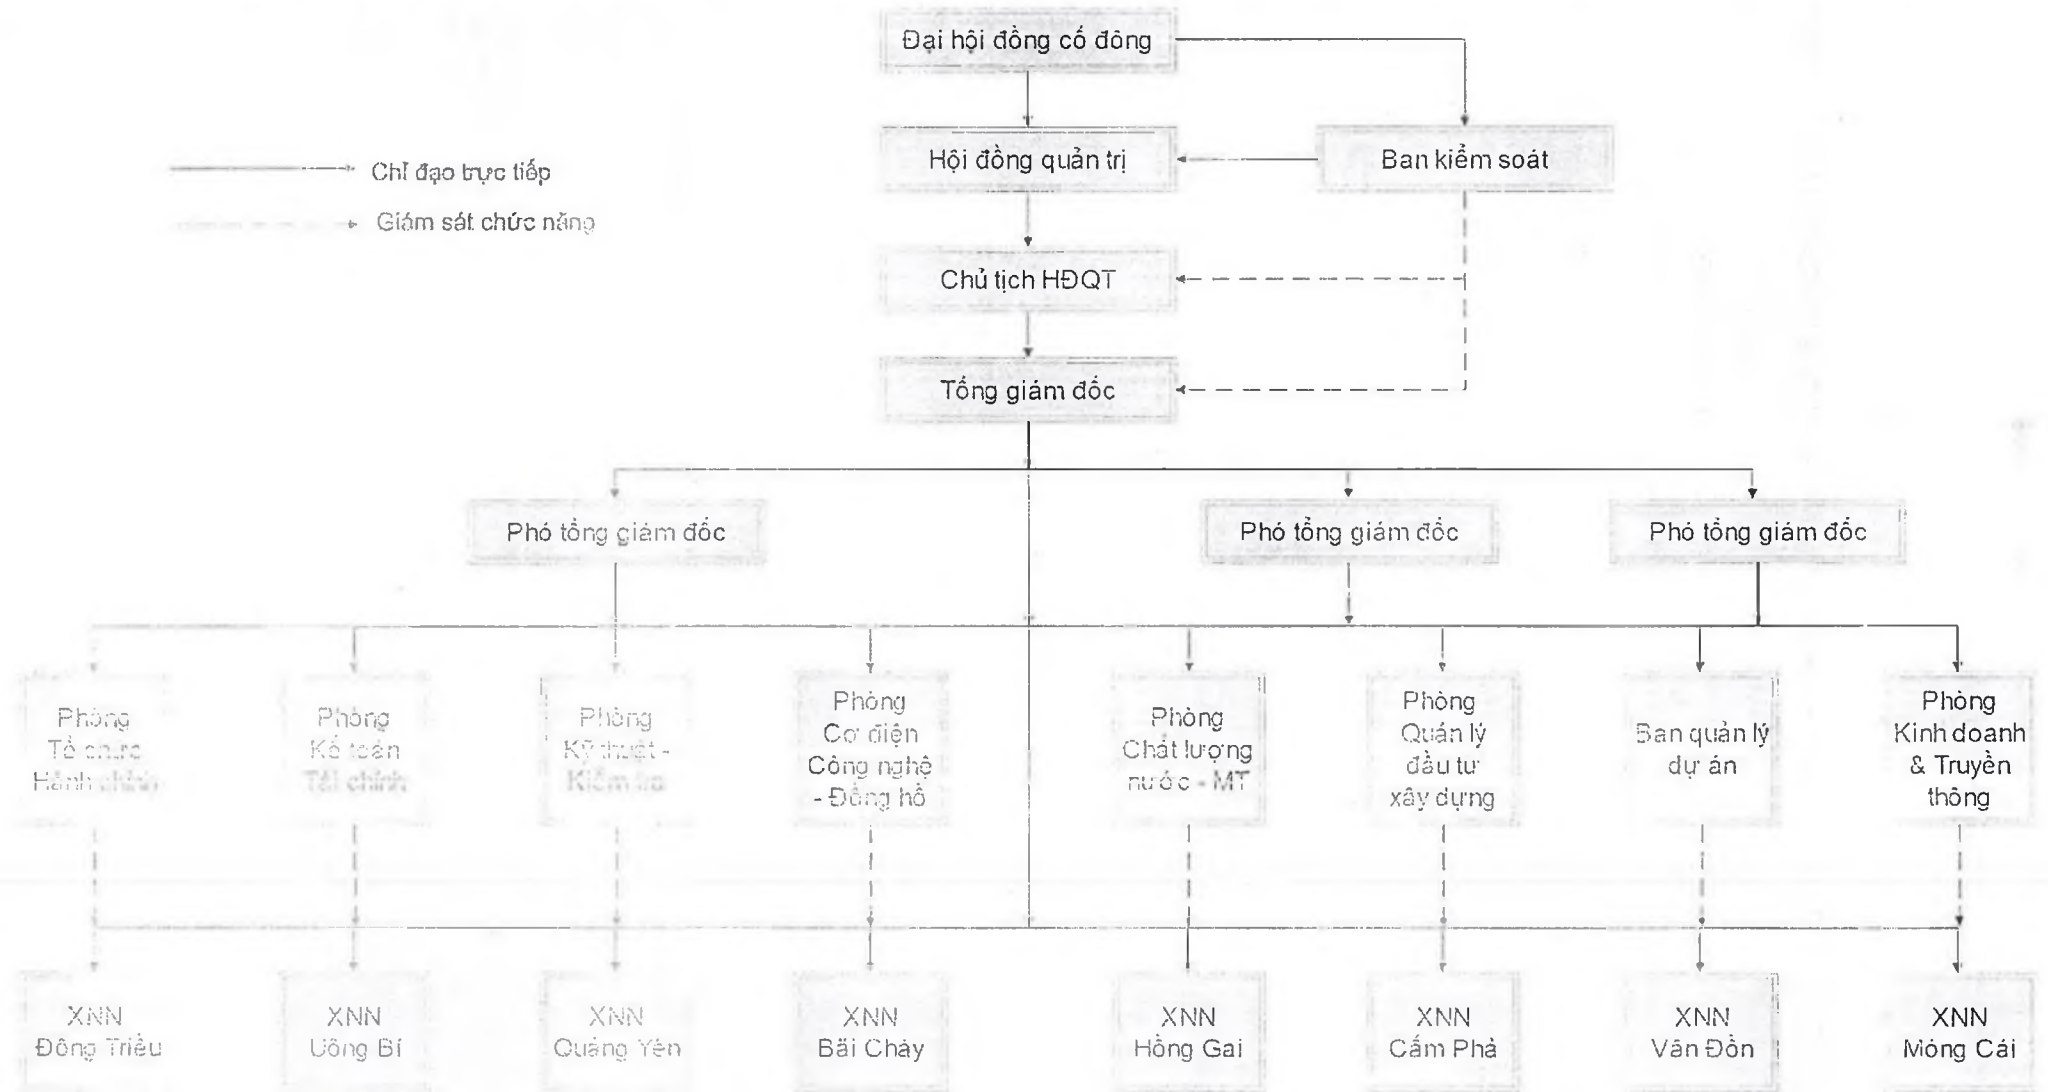 Đại hội đồng cổ đông
Hội đồng quản trị
Ban kiểm soát
Chỉ đạo trực tiếp
Giám sát chức năng
Chủ tịch HĐQT
Tổng giám đốc
Phó tổng giám đốc
Phó tổng giám đốc
Phó tổng giám đốc
Phòng
Tổ chức
Hành chính
Phòng
Kế toán
Tài chính
Phòng
Kỹ thuật -
Kiểm tra
Phòng
Cơ điện
Công nghệ
- Đồng hồ
Phòng
Chất lượng
nước - MT
Phòng
Quản lý
đầu tư
xây dựng
Ban quản lý
dự án
Phòng
Kinh doanh
& Truyền
thông
XNN
Đông Triều
XNN
Uông Bí
XNN
Quảng Yên
XNN
Bãi Cháy
XNN
Hồng Gai
XNN
Cẩm Phả
XNN
Vân Đồn
XNN
Móng Cái